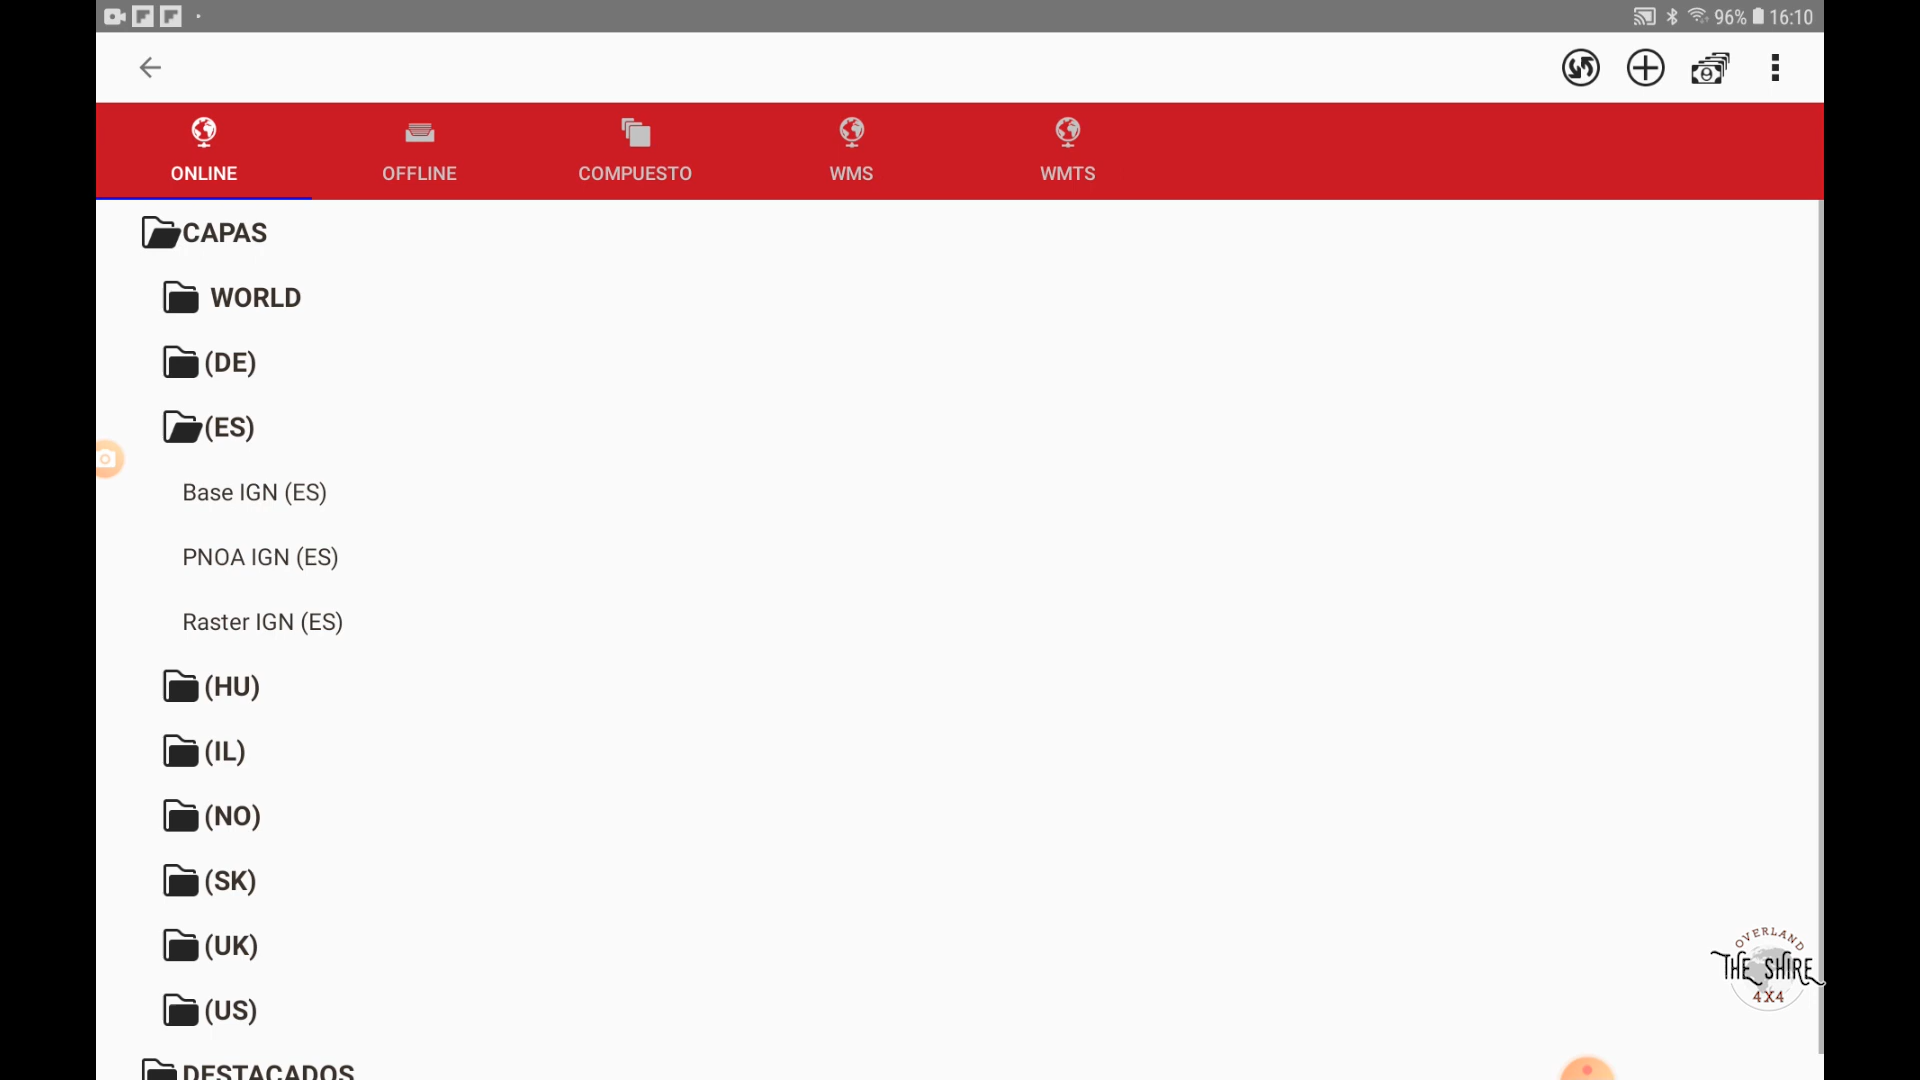 96% 16:10
ONLINE
OFFLINE
COMPUESTO
WMS
WMTS
CAPAS
WORLD
(DE)
(ES)
Base IGN (ES)
PNOA IGN (ES)
Raster IGN (ES)
(HU)
(IL)
(NO)
(SK)
(UK)
(US)
DESTACADOS
OVERLAND
THE SHIRE
4X4